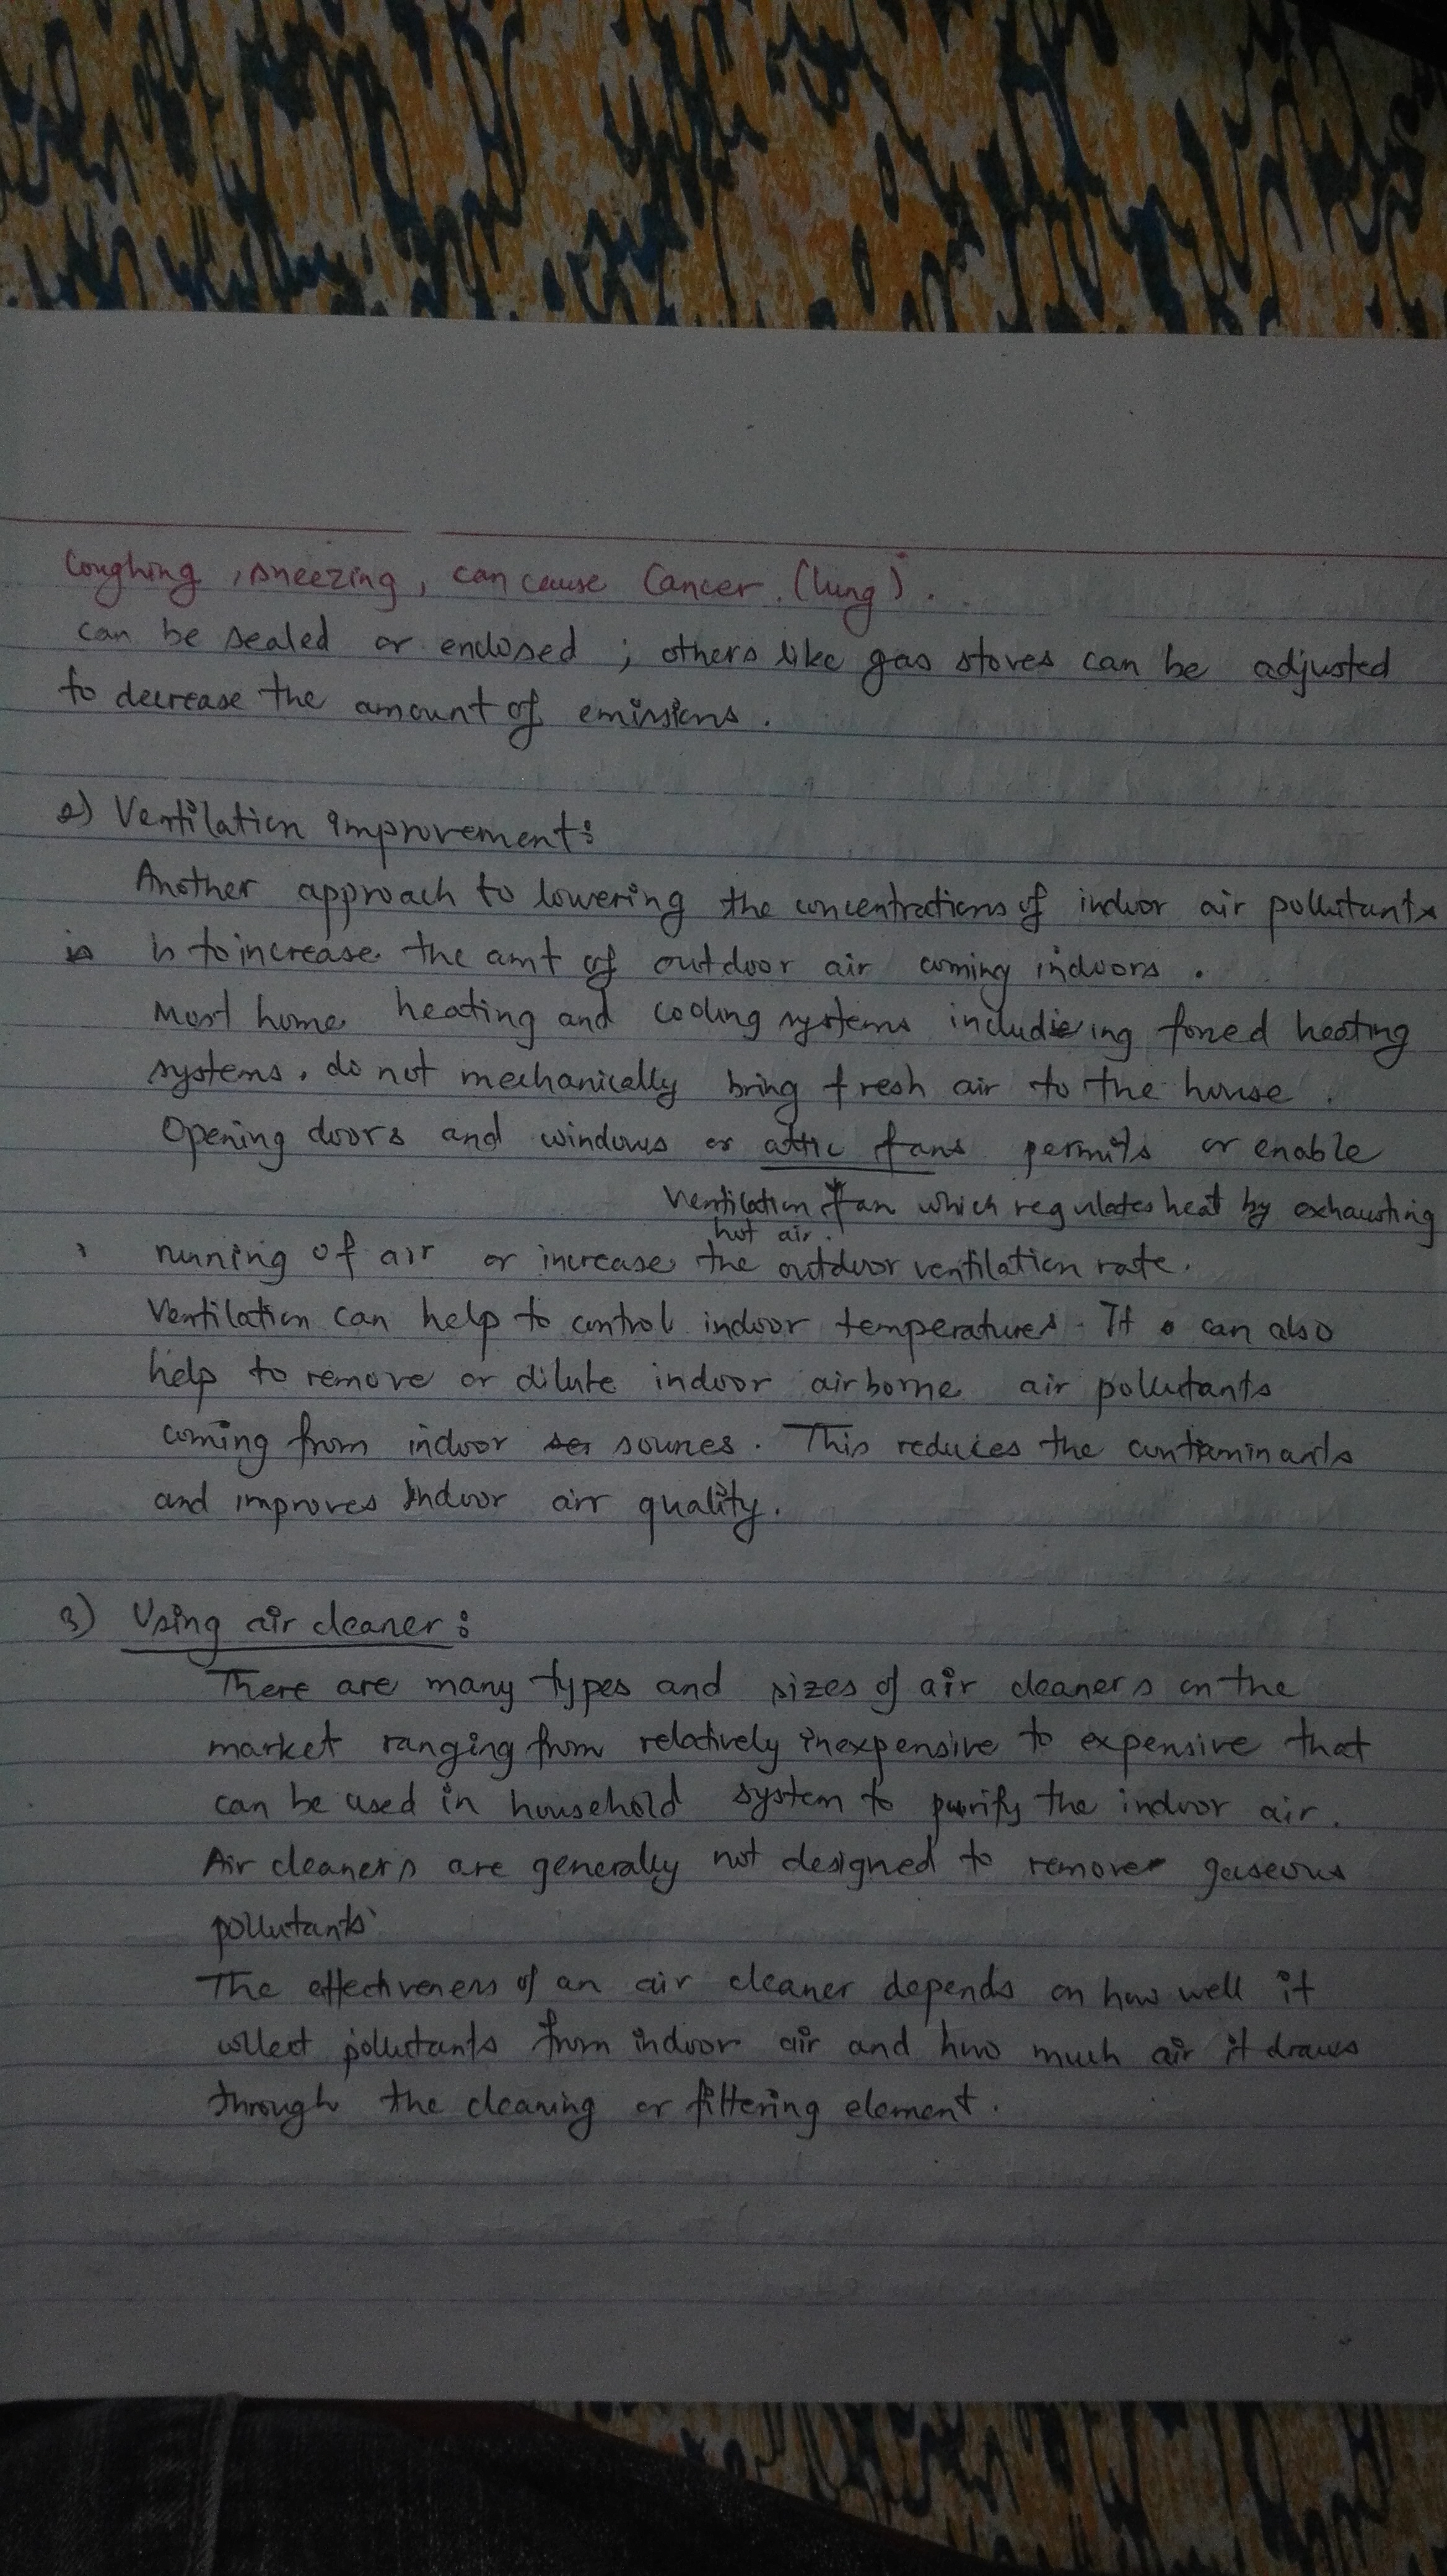 Coughing, sneezing, can cause Cancer. (lung).
can be sealed or enclosed ; others like gas stoves can be adjusted
to decrease the amount of emissions.
2) Ventilation improvement:
Another approach to lowering the concentrations of indoor air pollutants
is to increase the amt of outdoor air coming indoors.
Most home heating and cooling systems including forced heating
systems, do not mechanically bring fresh air to the house.
Opening doors and windows or attic fans permits or enable
Ventilation fan which regulates heat by exhausting
hot air.
running of air or increase the outdoor ventilation rate.
Ventilation can help to control indoor temperatures. It can also
help to remove or dilute indoor airborne air pollutants
coming from indoor sources. This reduces the contaminants
and improves indoor air quality.
3) Using air cleaner:
There are many types and sizes of air cleaners on the
market ranging from relatively inexpensive to expensive that
can be used in household system to purify the indoor air.
Air cleaners are generally not designed to remove gaseous
pollutants
The effectiveness of an air cleaner depends on how well it
collect pollutants from indoor air and how much air it draws
through the cleaning or filtering element.